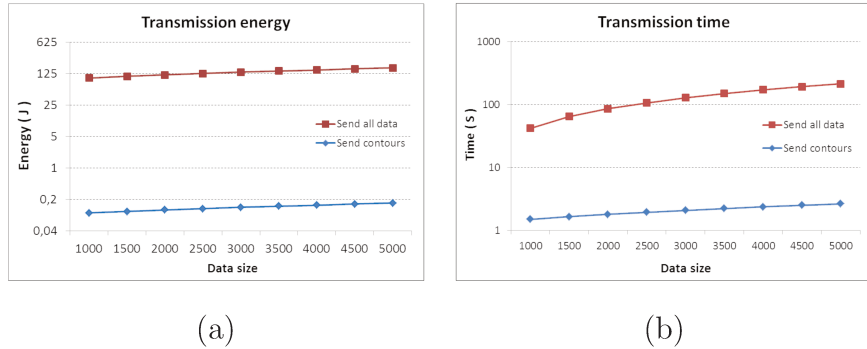 Transmission energy
625
125
25
5
1
0,2
0,04
Energy ( J )
Send all data
Send contours
1000 1500 2000 2500 3000 3500 4000 4500 5000
Data size
(a)
Transmission time
1000
100
10
1
Time ( S )
Send all data
Send contours
1000 1500 2000 2500 3000 3500 4000 4500 5000
Data size
(b)